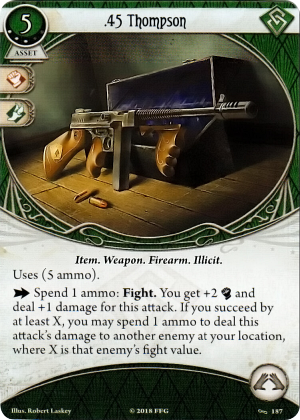 5
.45 Thompson
ASSET
Item. Weapon. Firearm. Illicit.
Uses (5 ammo).
Spend 1 ammo: Fight. You get +2 and
deal +1 damage for this attack. If you succeed by
at least X, you may spend 1 ammo to deal this
attack's damage to another enemy at your location,
where X is that enemy's fight value.
Illus. Robert Laskey
© 2018 FFG
187